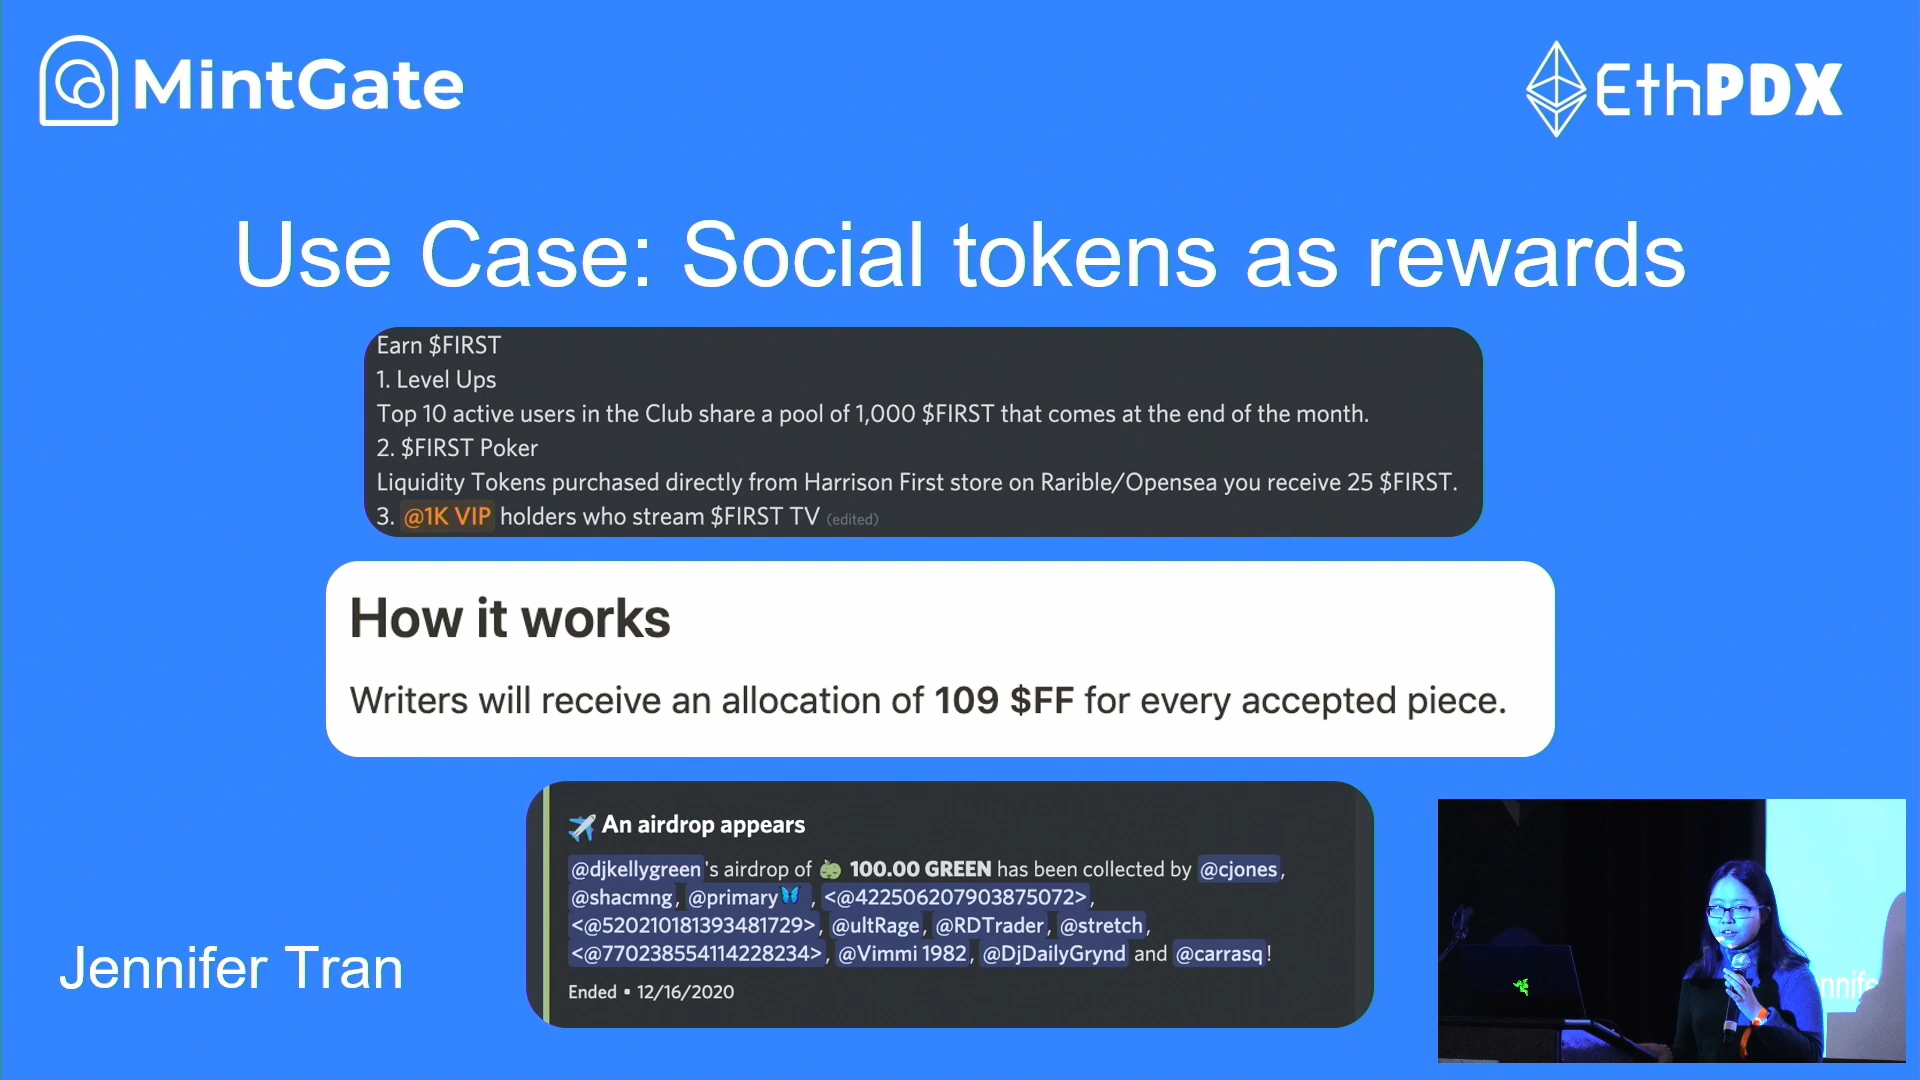 MintGate
EthPDX
Use Case: Social tokens as rewards
Earn $FIRST
1. Level Ups
Top 10 active users in the Club share a pool of 1,000 $FIRST that comes at the end of the month.
2. $FIRST Poker
Liquidity Tokens purchased directly from Harrison First store on Rarible/Opensea you receive 25 $FIRST.
3. @1K VIP holders who stream $FIRST TV (edited)
How it works
Writers will receive an allocation of 109 $FF for every accepted piece.
An airdrop appears
@djkellygreen's airdrop of 100.00 GREEN has been collected by @cjones,
@shacmng, @primary🦋, <@422506207903875072>,
<@520210181393481729>, @ultRage, @RDTrader, @stretch,
<@770238554114228234>, @Vimmi 1982, @DjDailyGrynd and @carrasq!
Ended • 12/16/2020
Jennifer Tran
nnife